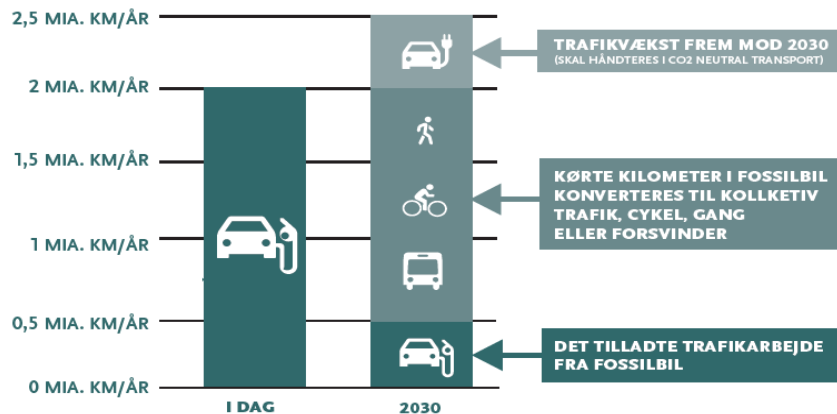 2,5 MIA. KM/ÅR
2 MIA. KM/ÅR
1,5 MIA. KM/ÅR
1 MIA. KM/ÅR
0,5 MIA. KM/ÅR
0 MIA. KM/ÅR
I DAG
2030
TRAFIKVÆKST FREM MOD 2030
(SKAL HÅNDTERES I CO2 NEUTRAL TRANSPORT)
KØRTE KILOMETER I FOSSILBIL
KONVERTERES TIL KOLLKETIV
TRAFIK, CYKEL, GANG
ELLER FORSVINDER
DET TILLADTE TRAFIKARBEJDE
FRA FOSSILBIL